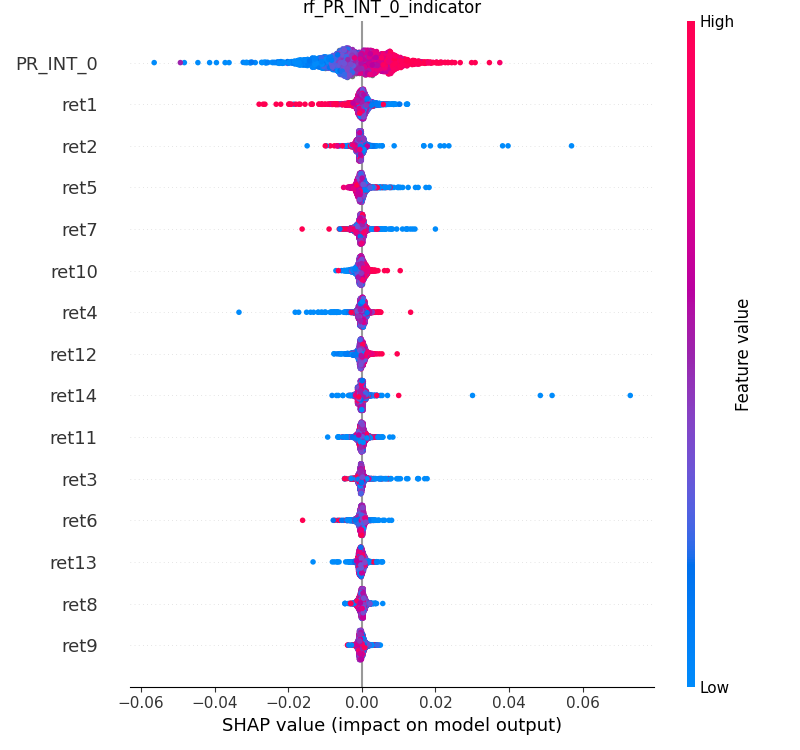 rf_PR_INT_0_indicator
High
PR_INT_0
ret1
ret2
ret5
ret7
ret10
ret4
ret12
ret14
ret11
ret3
ret6
ret13
ret8
ret9
Feature value
Low
−0.06 −0.04 −0.02 0.00 0.02 0.04 0.06
SHAP value (impact on model output)